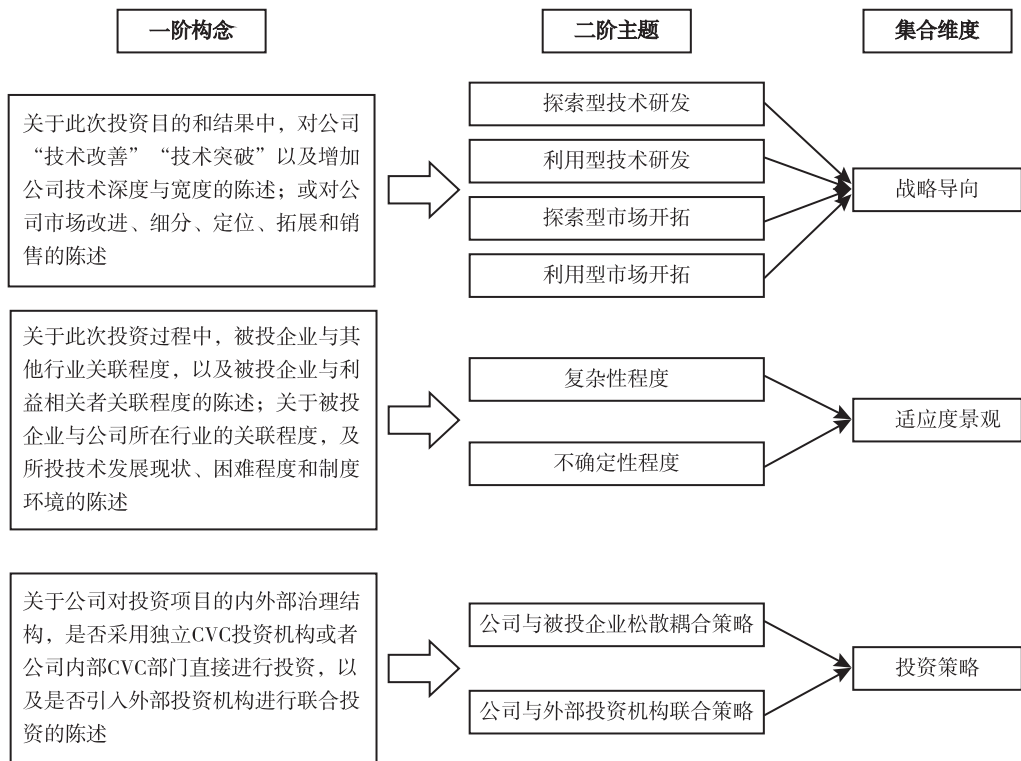 一阶构念
二阶主题
集合维度
关于此次投资目的和结果中，对公司
“技术改善”“技术突破”以及增加
公司技术深度与宽度的陈述；或对公
司市场改进、细分、定位、拓展和销
售的陈述
探索型技术研发
利用型技术研发
探索型市场开拓
利用型市场开拓
战略导向
关于此次投资过程中，被投企业与其
他行业关联程度，以及被投企业与利
益相关者关联程度的陈述；关于被投
企业与公司所在行业的关联程度，及
所投技术发展现状、困难程度和制度
环境的陈述
复杂性程度
不确定性程度
适应度景观
关于公司对投资项目的内外部治理结
构，是否采用独立CVC投资机构或者
公司内部CVC部门直接进行投资，以
及是否引入外部投资机构进行联合投
资的陈述
公司与被投企业松散耦合策略
公司与外部投资机构联合策略
投资策略